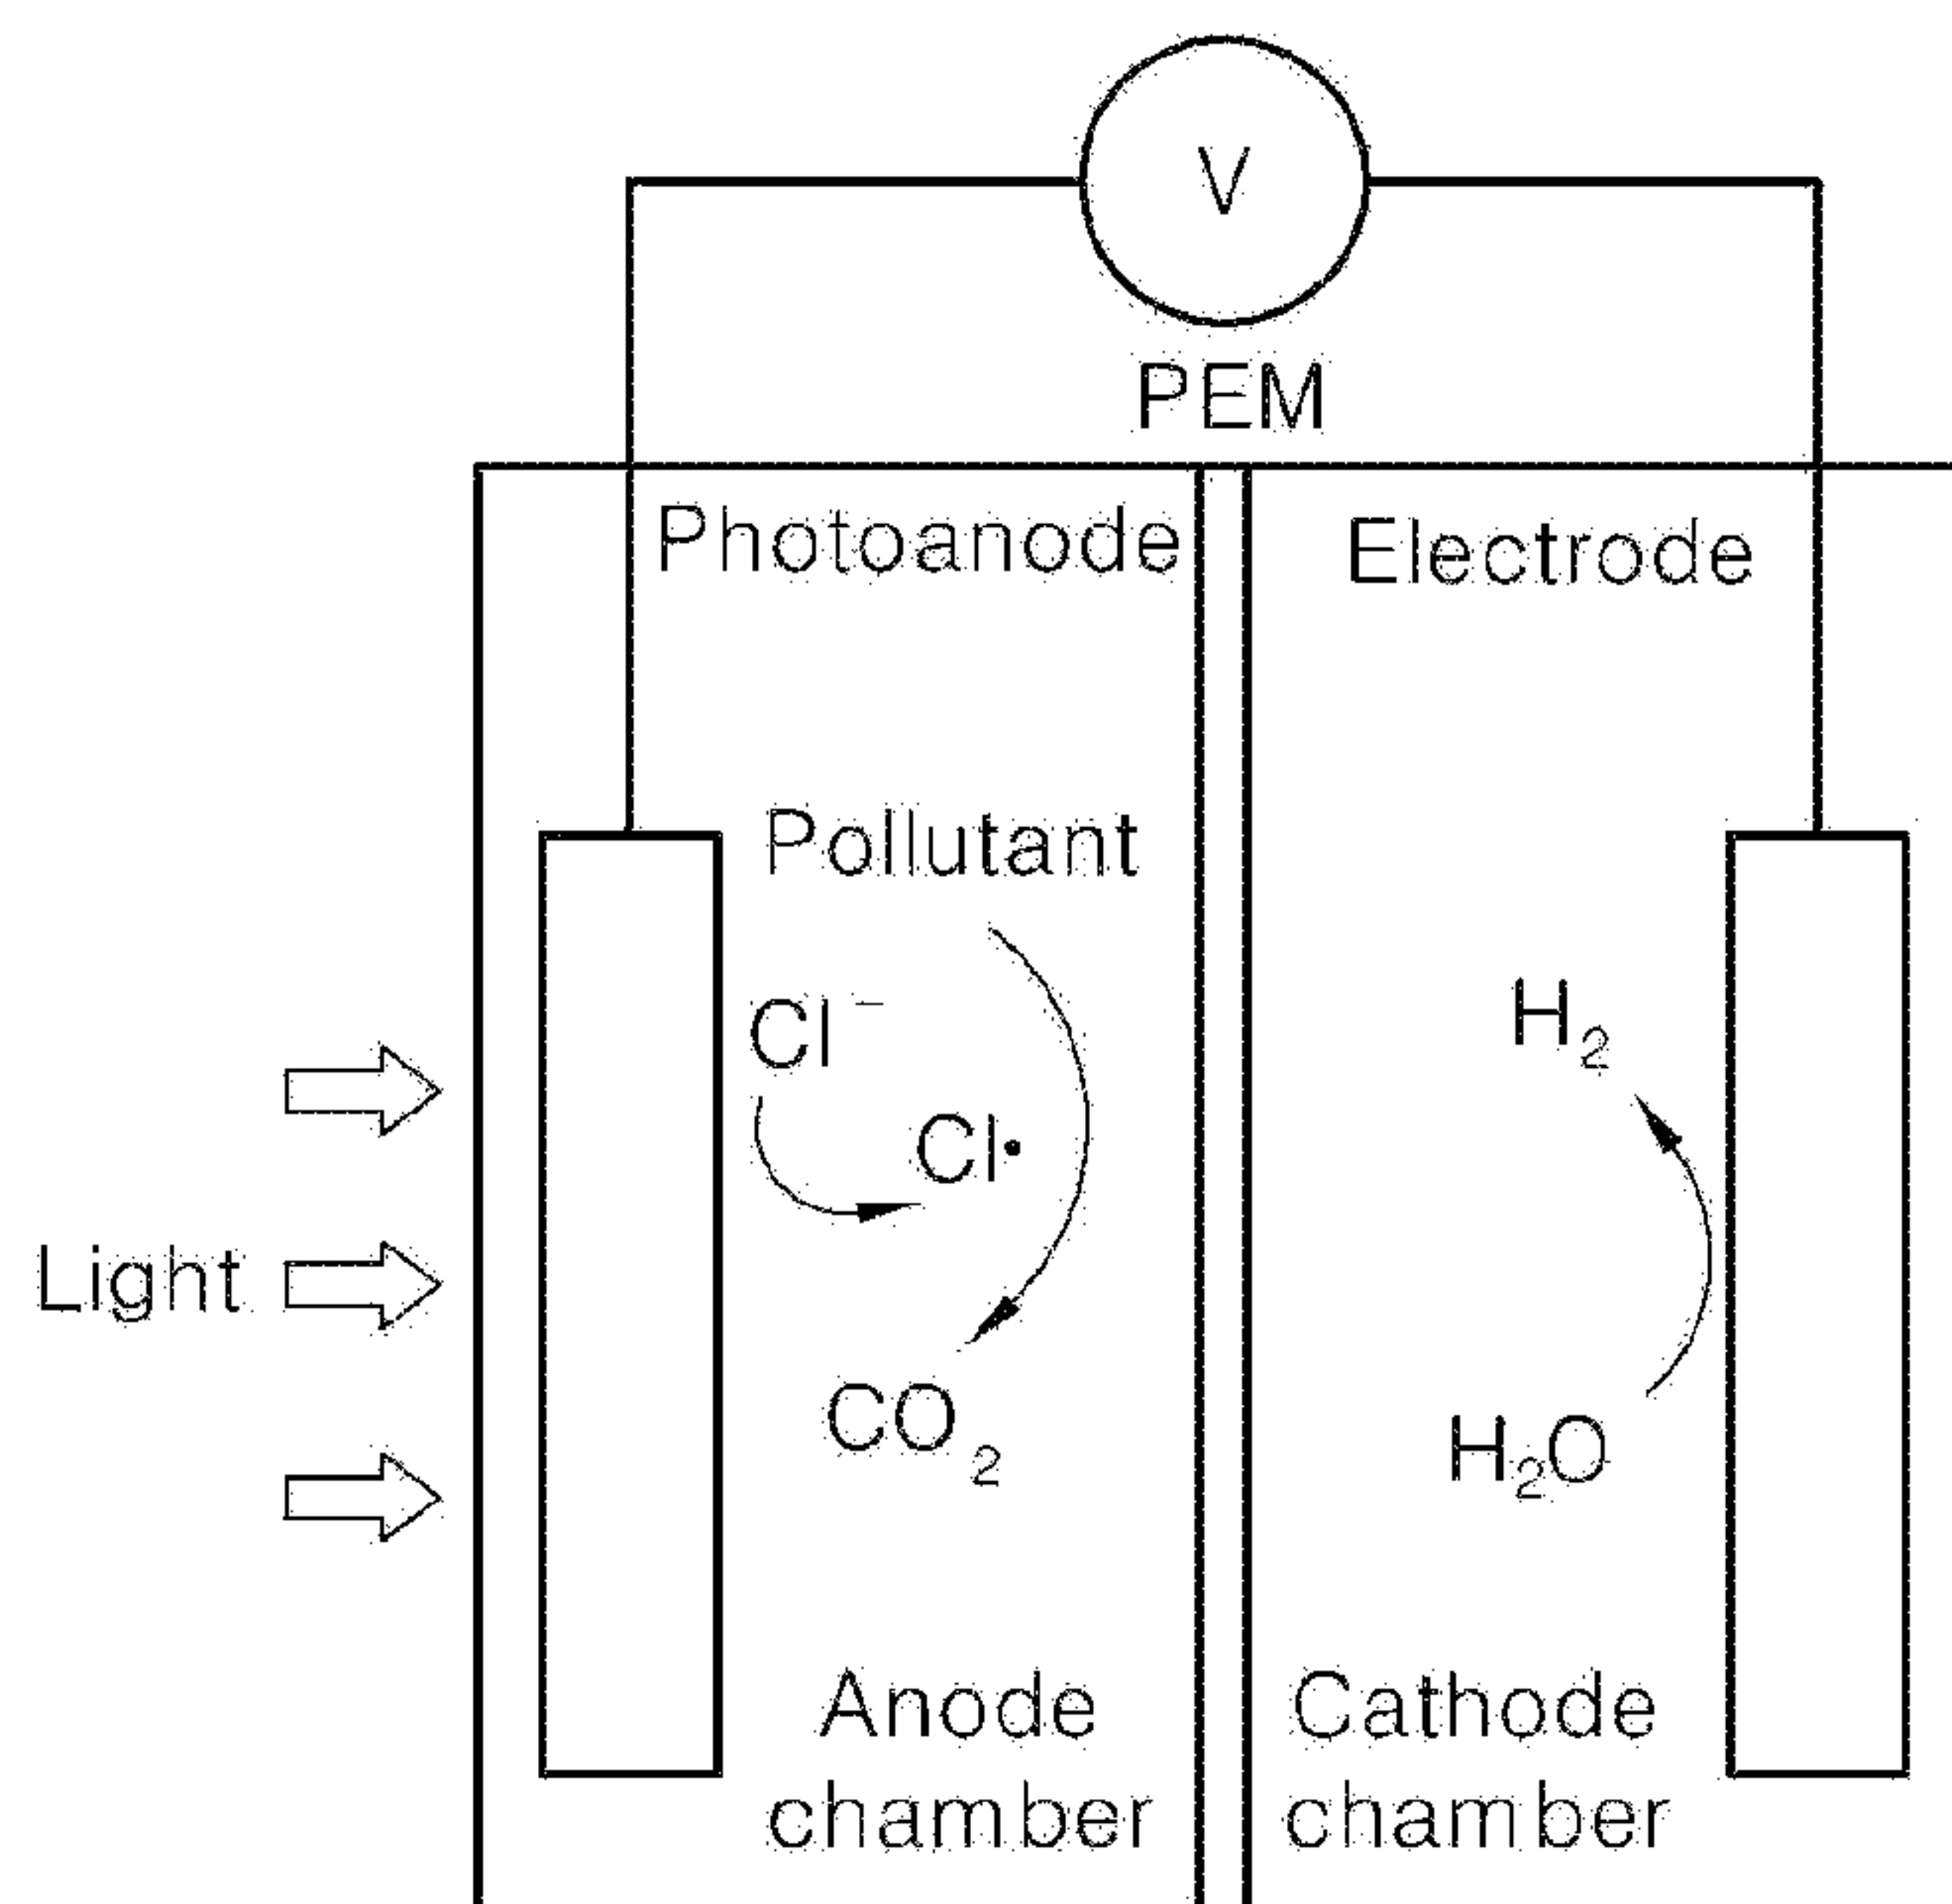 V
PEM
Photoanode
Electrode
Pollutant
Cl⁻
Cl•
H₂
Light
CO₂
H₂O
Anode
chamber
Cathode
chamber